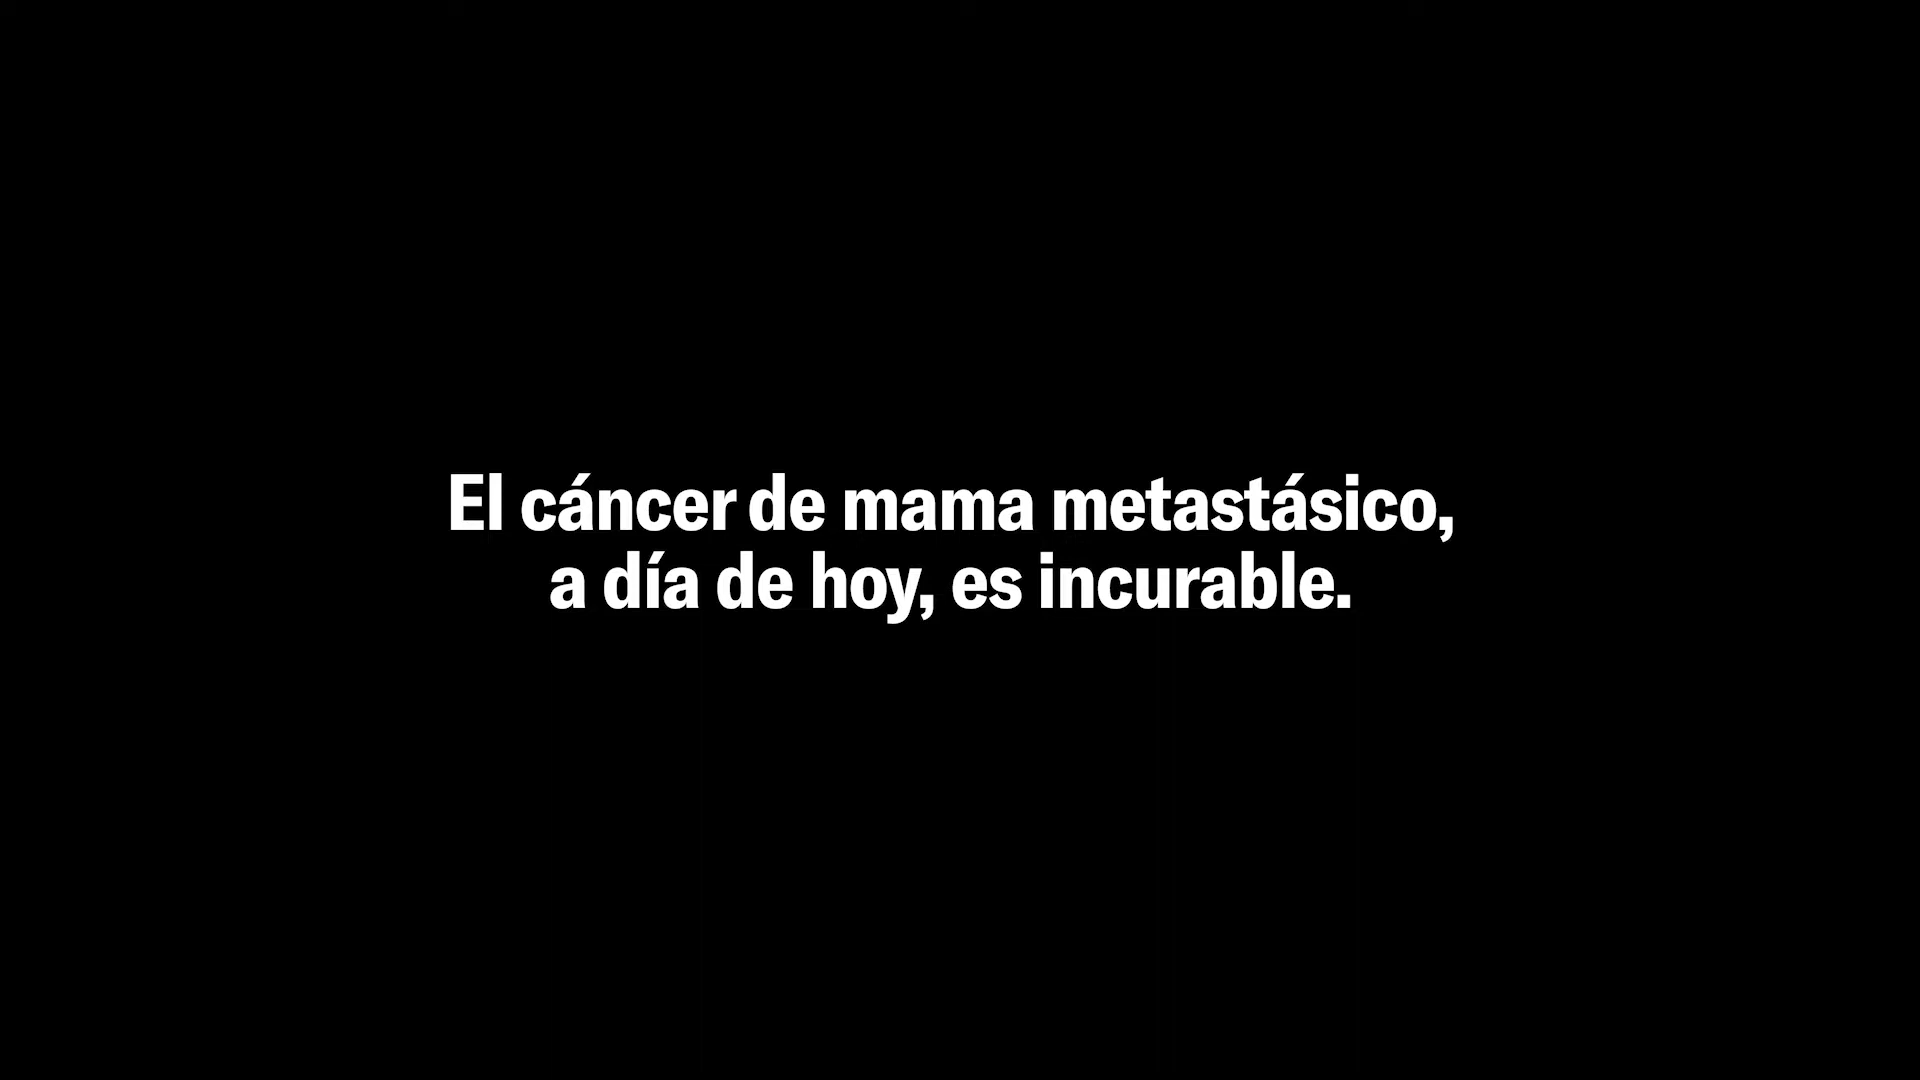 El cáncer de mama metastásico,
a día de hoy, es incurable.